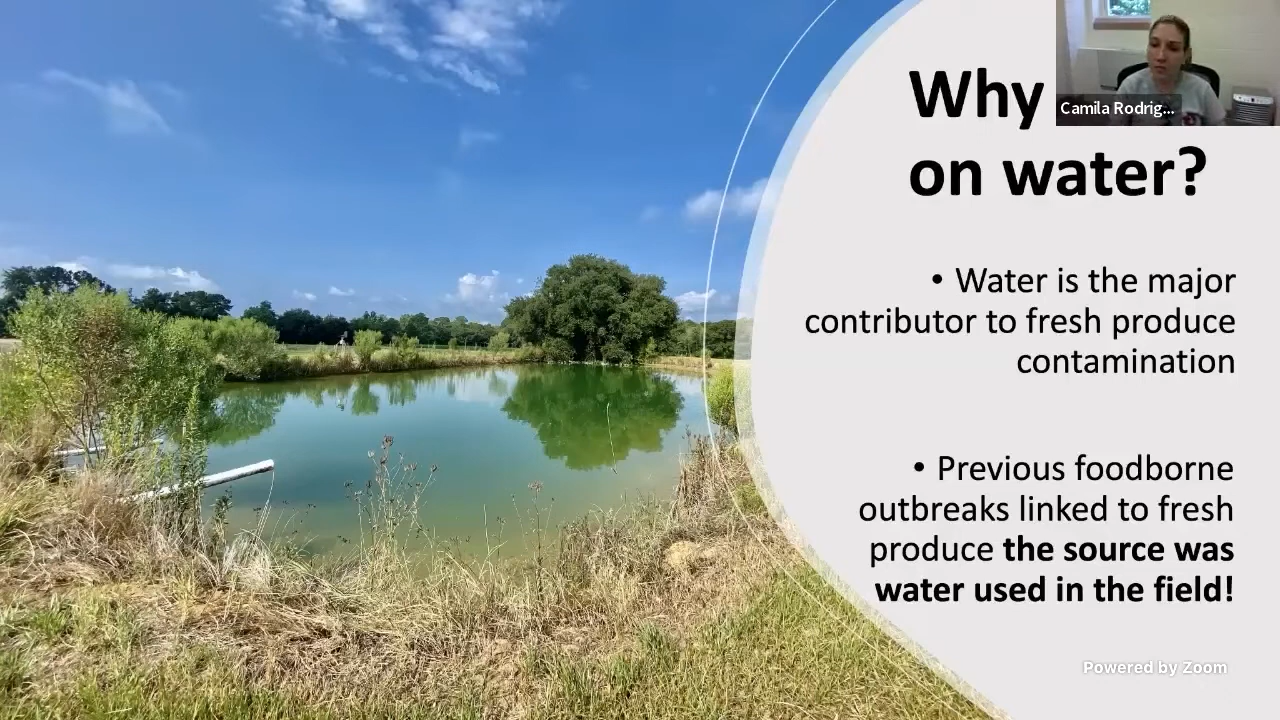 Why
on water?
Camila Rodrig...
• Water is the major
contributor to fresh produce
contamination
• Previous foodborne
outbreaks linked to fresh
produce the source was
water used in the field!
Powered by Zoom